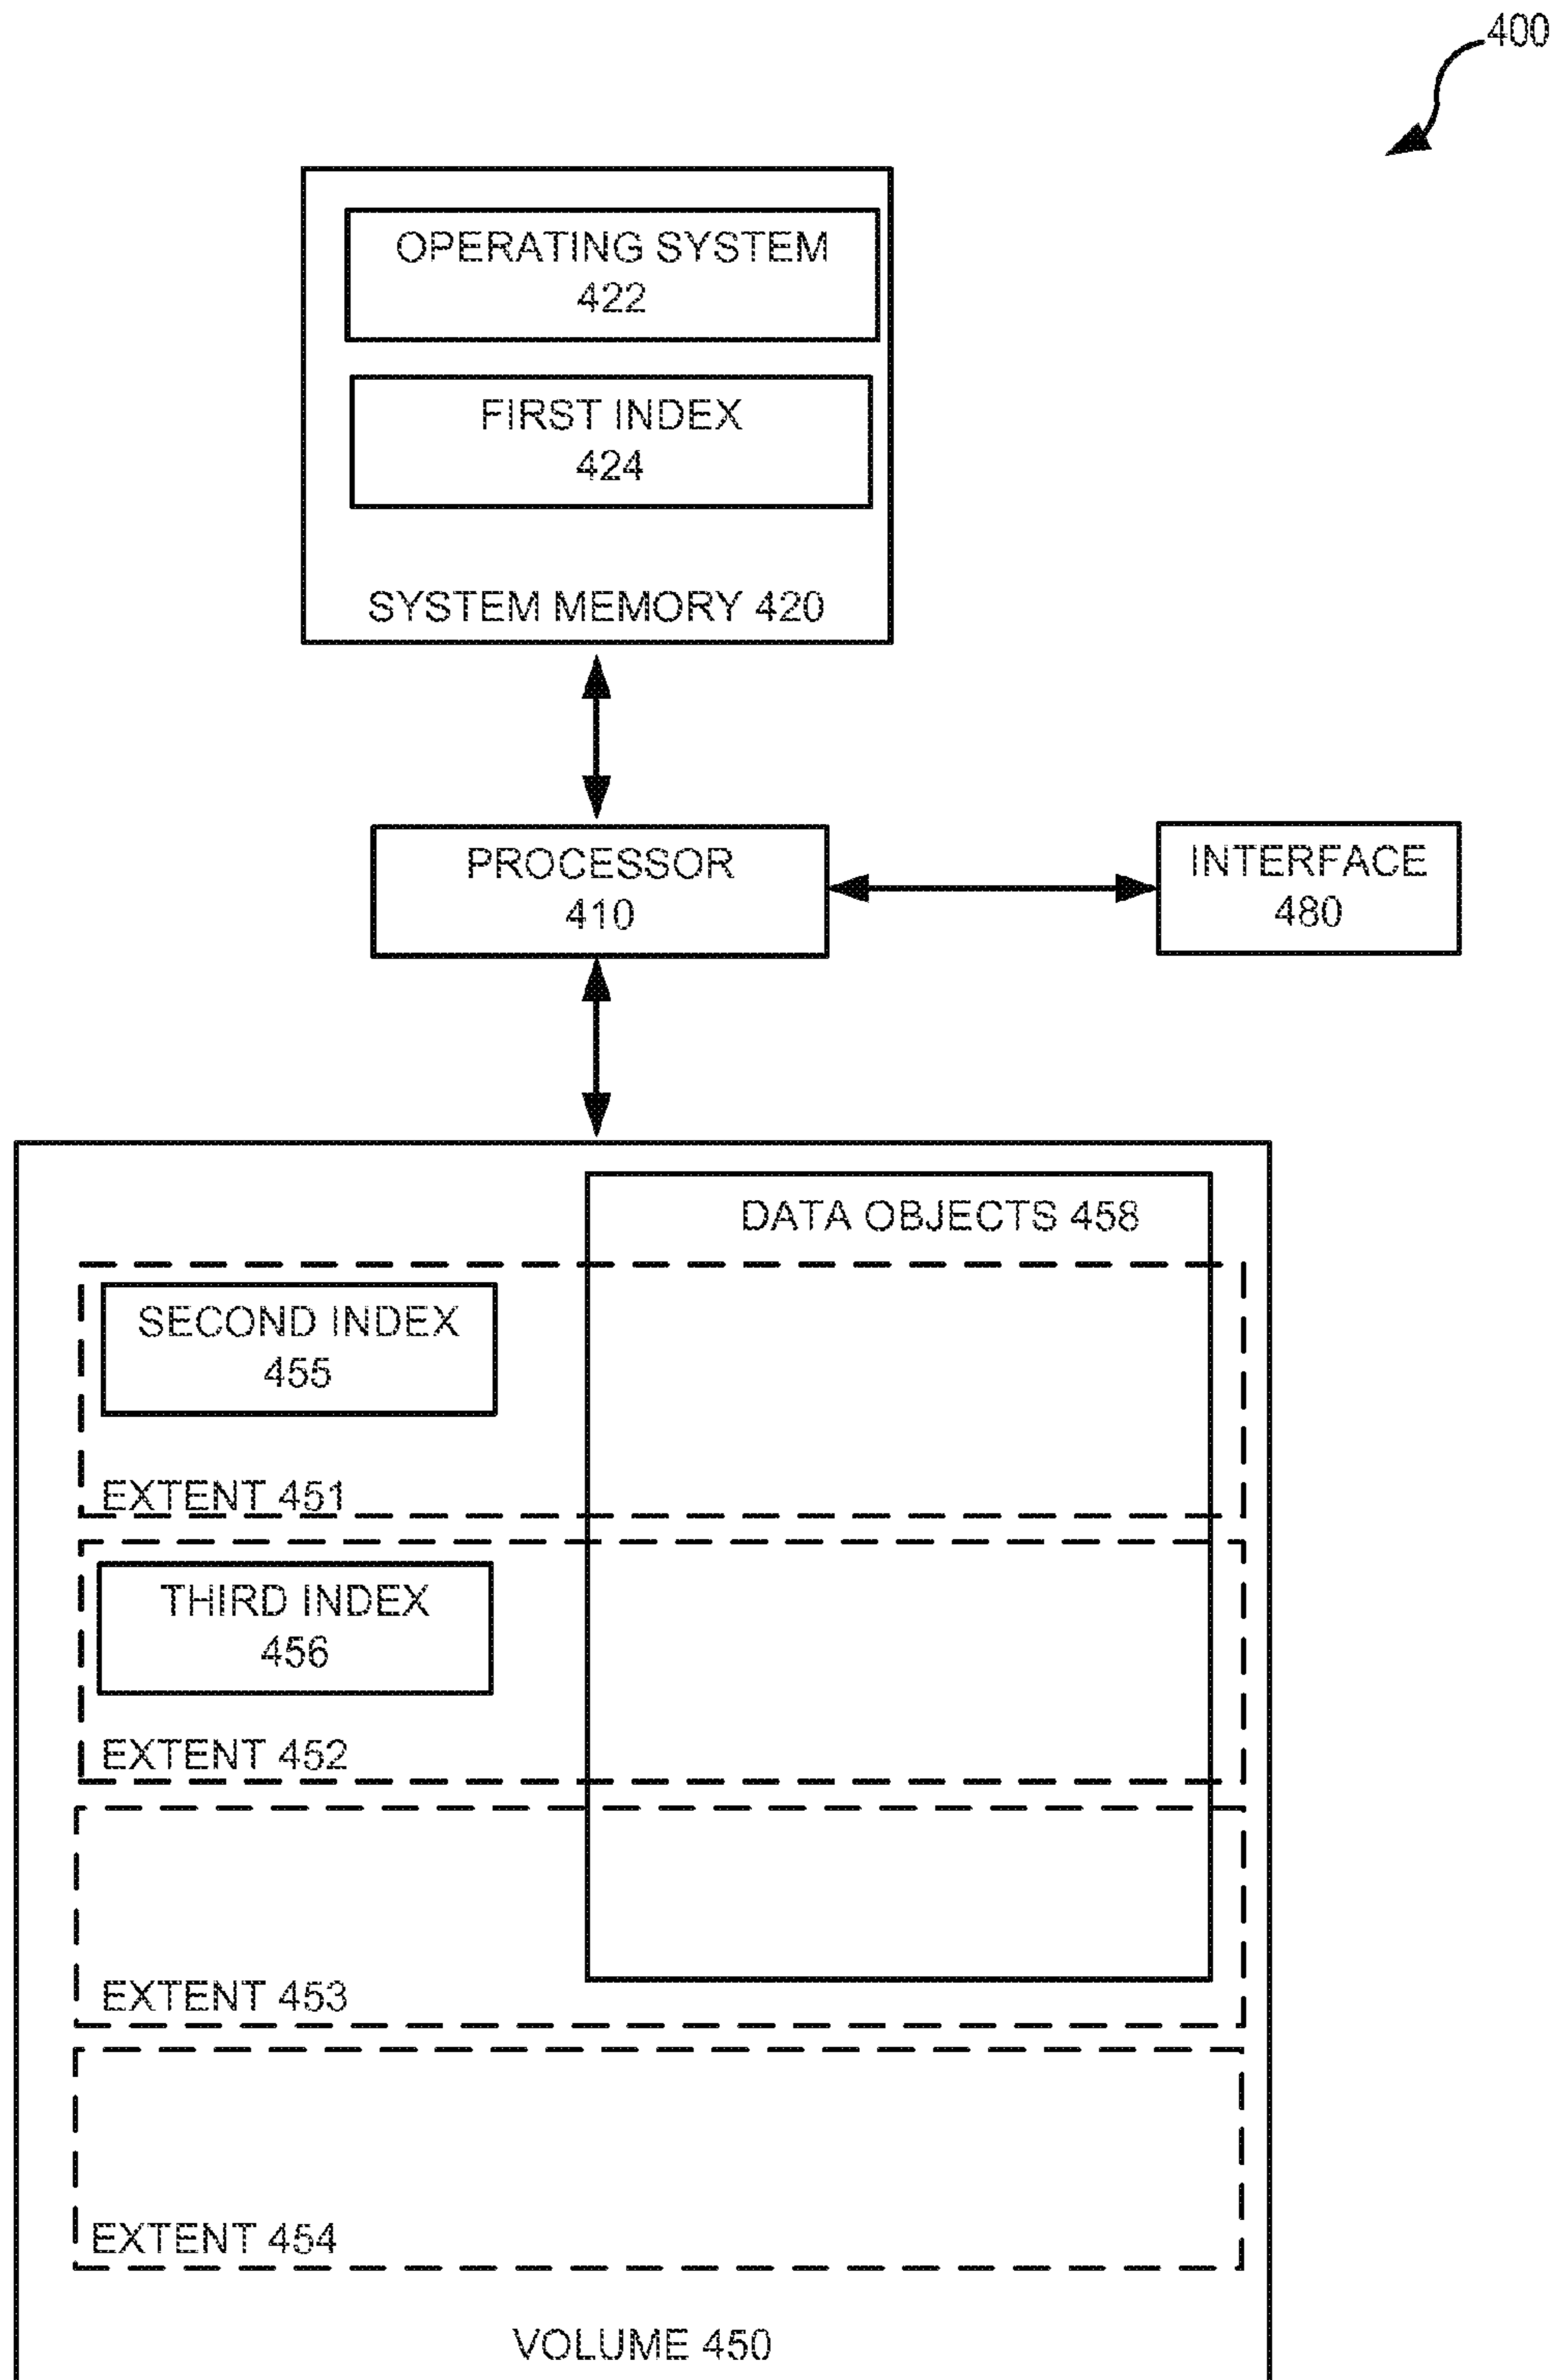 400
OPERATING SYSTEM
422
FIRST INDEX
424
SYSTEM MEMORY 420
PROCESSOR
410
INTERFACE
480
DATA OBJECTS 458
SECOND INDEX
455
EXTENT 451
THIRD INDEX
456
EXTENT 452
EXTENT 453
EXTENT 454
VOLUME 450